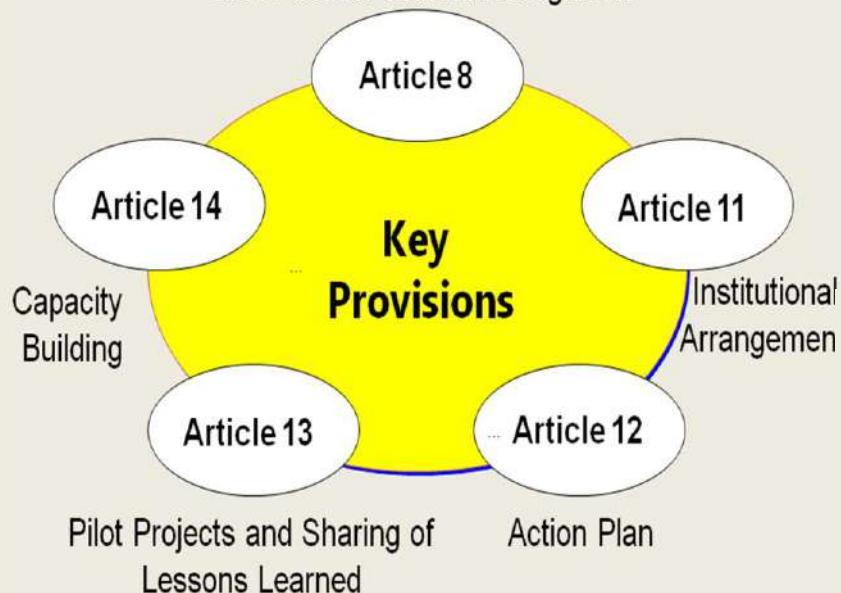 Article 8
Article 14
Article 11
Key
Provisions
...
Capacity
Building
Institutional
Arrangemen
Article 13
... Article 12
Pilot Projects and Sharing of
Lessons Learned
Action Plan